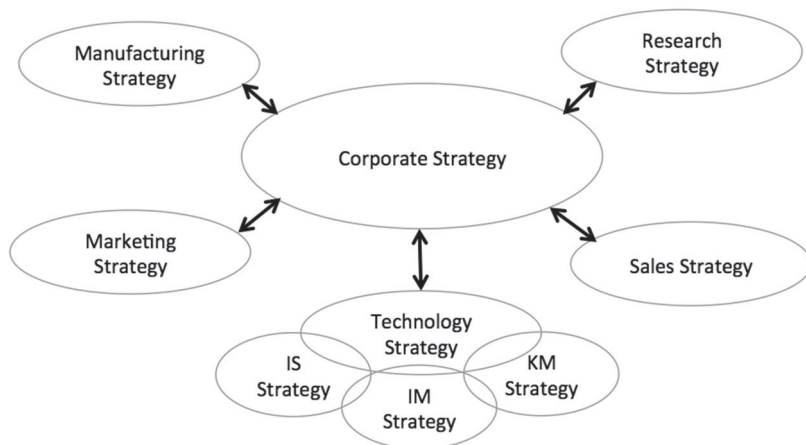 Manufacturing
Strategy
Research
Strategy
Corporate Strategy
Marketing
Strategy
Sales Strategy
Technology
Strategy
IS
Strategy
IM
Strategy
KM
Strategy